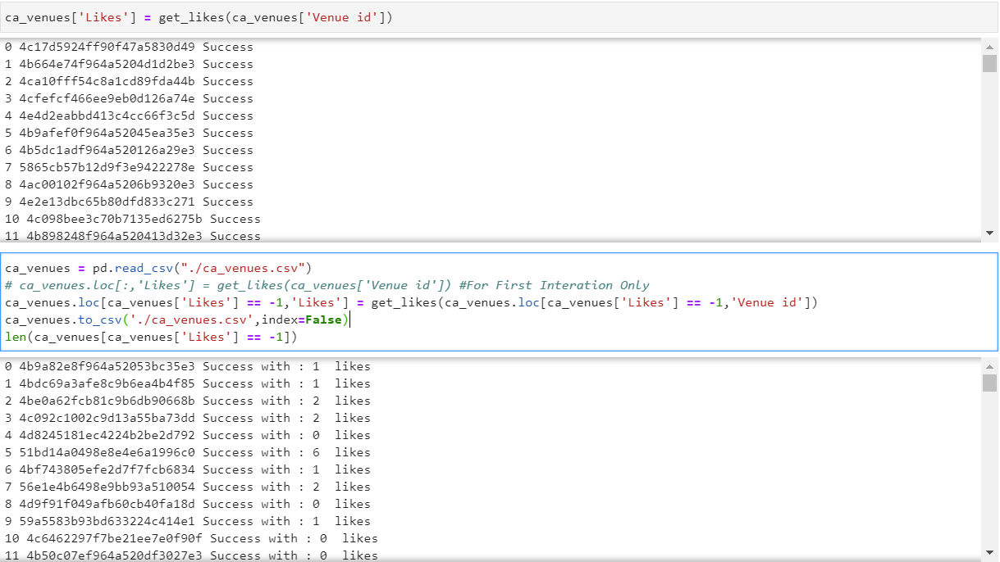 ca_venues['Likes'] = get_likes(ca_venues['Venue id'])
0 4c17d5924ff90f47a5830d49 Success
1 4b664e74f964a5204d1d2be3 Success
2 4ca10fff54c8a1cd89fda44b Success
3 4cfefcf466ee9eb0d126a74e Success
4 4e4d2eabbd413c4cc66f3c5d Success
5 4b9afef0f964a52045ea35e3 Success
6 4b5dc1adf964a520126a29e3 Success
7 5865cb57b12d9f3e9422278e Success
8 4ac00102f964a5206b9320e3 Success
9 4e2e13dbc65b80dfd833c271 Success
10 4c098bee3c70b7135ed6275b Success
11 4b898248f964a520413d32e3 Success
ca_venues = pd.read_csv("./ca_venues.csv")
# ca_venues.loc[:,'Likes'] = get_likes(ca_venues['Venue id']) #For First Interation Only
ca_venues.loc[ca_venues['Likes'] == -1,'Likes'] = get_likes(ca_venues.loc[ca_venues['Likes'] == -1,'Venue id'])
ca_venues.to_csv('./ca_venues.csv',index=False)
len(ca_venues[ca_venues['Likes'] == -1])
0 4b9a82e8f964a52053bc35e3 Success with : 1  likes
1 4bdc69a3afe8c9b6ea4b4f85 Success with : 1  likes
2 4be0a62fcb81c9b6db90668b Success with : 2  likes
3 4c092c1002c9d13a55ba73dd Success with : 2  likes
4 4d8245181ec4224b2be2d792 Success with : 0  likes
5 51bd14a0498e8e4e6a1996c0 Success with : 6  likes
6 4bf743805efe2d7f7fcb6834 Success with : 1  likes
7 56e1e4b6498e9bb93a510054 Success with : 2  likes
8 4d9f91f049afb60cb40fa18d Success with : 0  likes
9 59a5583b93bd633224c414e1 Success with : 1  likes
10 4c6462297f7be21ee7e0f90f Success with : 0  likes
11 4b50c07ef964a520df3027e3 Success with : 0  likes